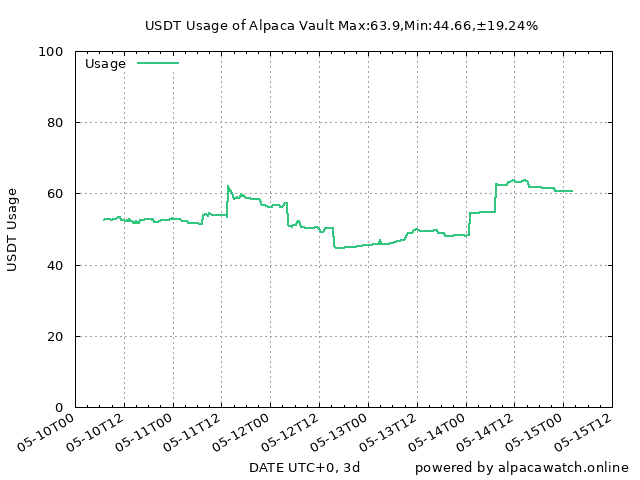 USDT Usage of Alpaca Vault Max:63.9,Min:44.66,±19.24%
Usage
100
80
60
40
20
0
USDT Usage
05-10T00
05-10T12
05-11T00
05-11T12
05-12T00
05-12T12
05-13T00
05-13T12
05-14T00
05-14T12
05-15T00
05-15T12
DATE UTC+0, 3d
powered by alpacawatch.online